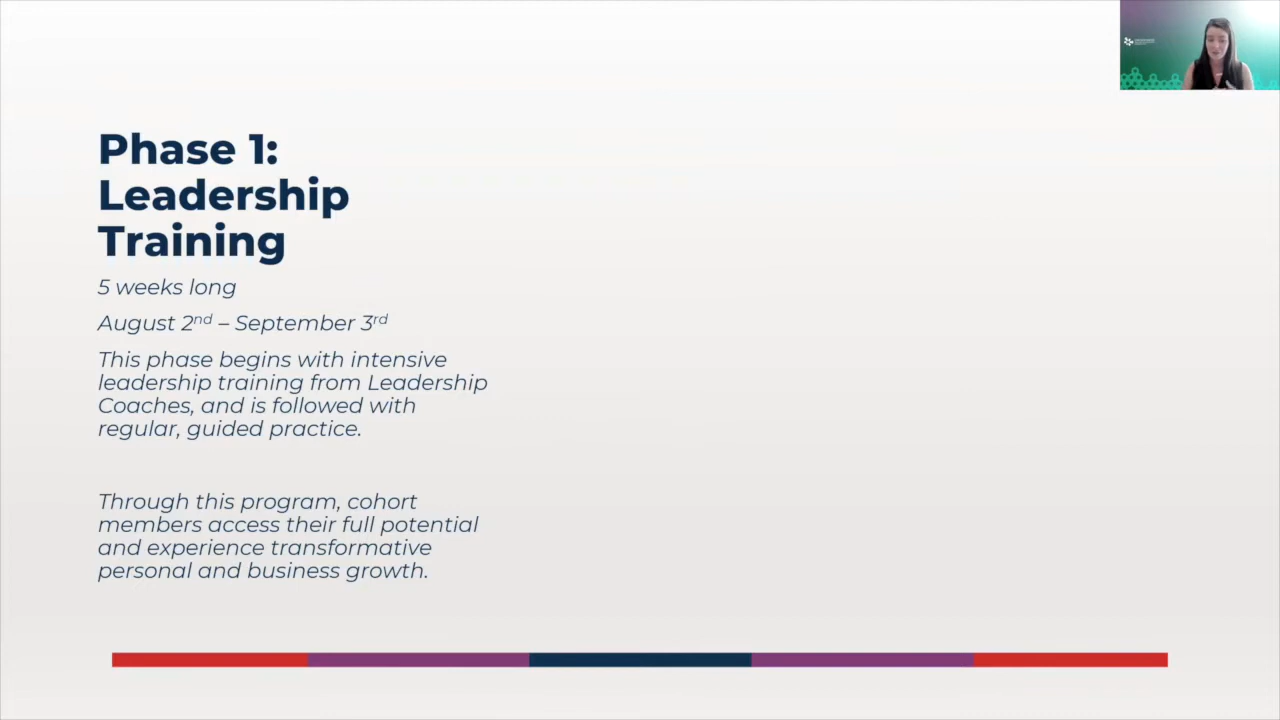 Phase 1:
Leadership
Training
5 weeks long
August 2nd – September 3rd
This phase begins with intensive
leadership training from Leadership
Coaches, and is followed with
regular, guided practice.
Through this program, cohort
members access their full potential
and experience transformative
personal and business growth.